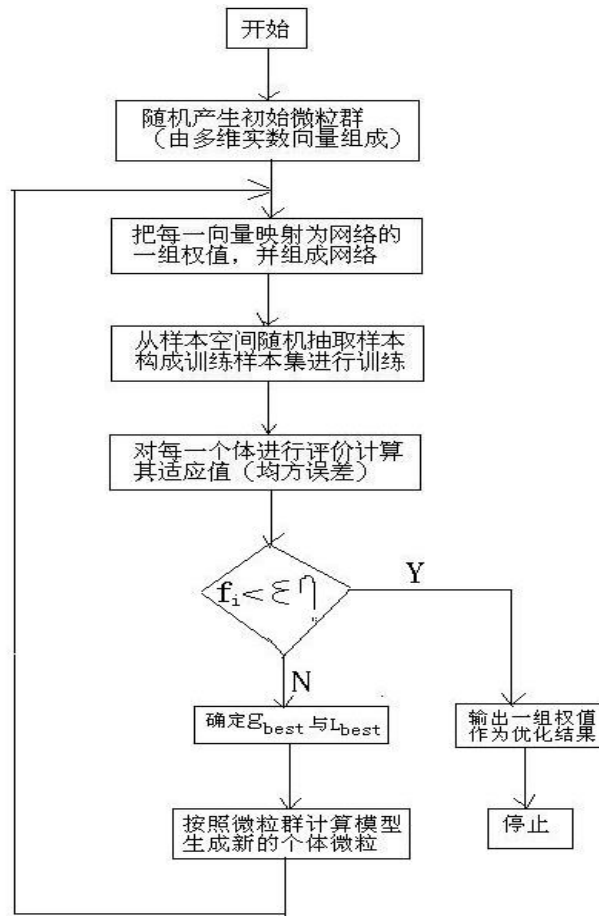 开始
随机产生初始微粒群
（由多维实数向量组成）
把每一向量映射为网络的
一组权值，并组成网络
从样本空间随机抽取样本
构成训练样本集进行训练
对每一个体进行评价计算
其适应值（均方误差）
fi<εη
Y
N
确定gbest与Lbest
输出一组权值
作为优化结果
按照微粒群计算模型
生成新的个体微粒
停止